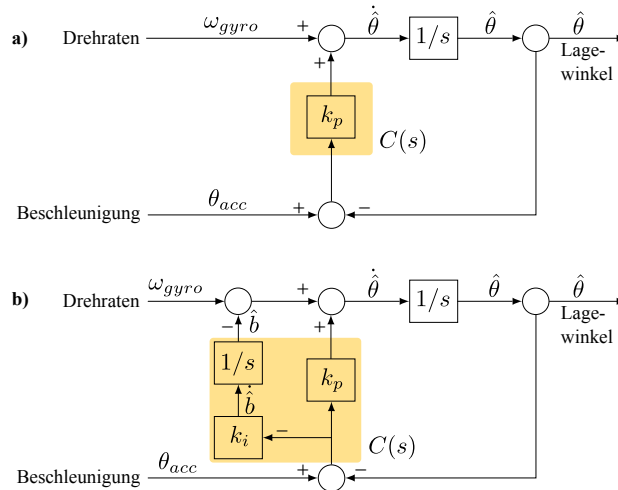 a)
Drehraten
ω_gyro
+
+
θ̂̇
1/s
θ̂
θ̂
Lage-
winkel
k_p
C(s)
Beschleunigung
θ_acc
+
−
b)
Drehraten
ω_gyro
−
b̂
+
+
θ̂̇
1/s
θ̂
θ̂
Lage-
winkel
1/s
b̂̇
k_i
−
k_p
C(s)
Beschleunigung
θ_acc
+
−